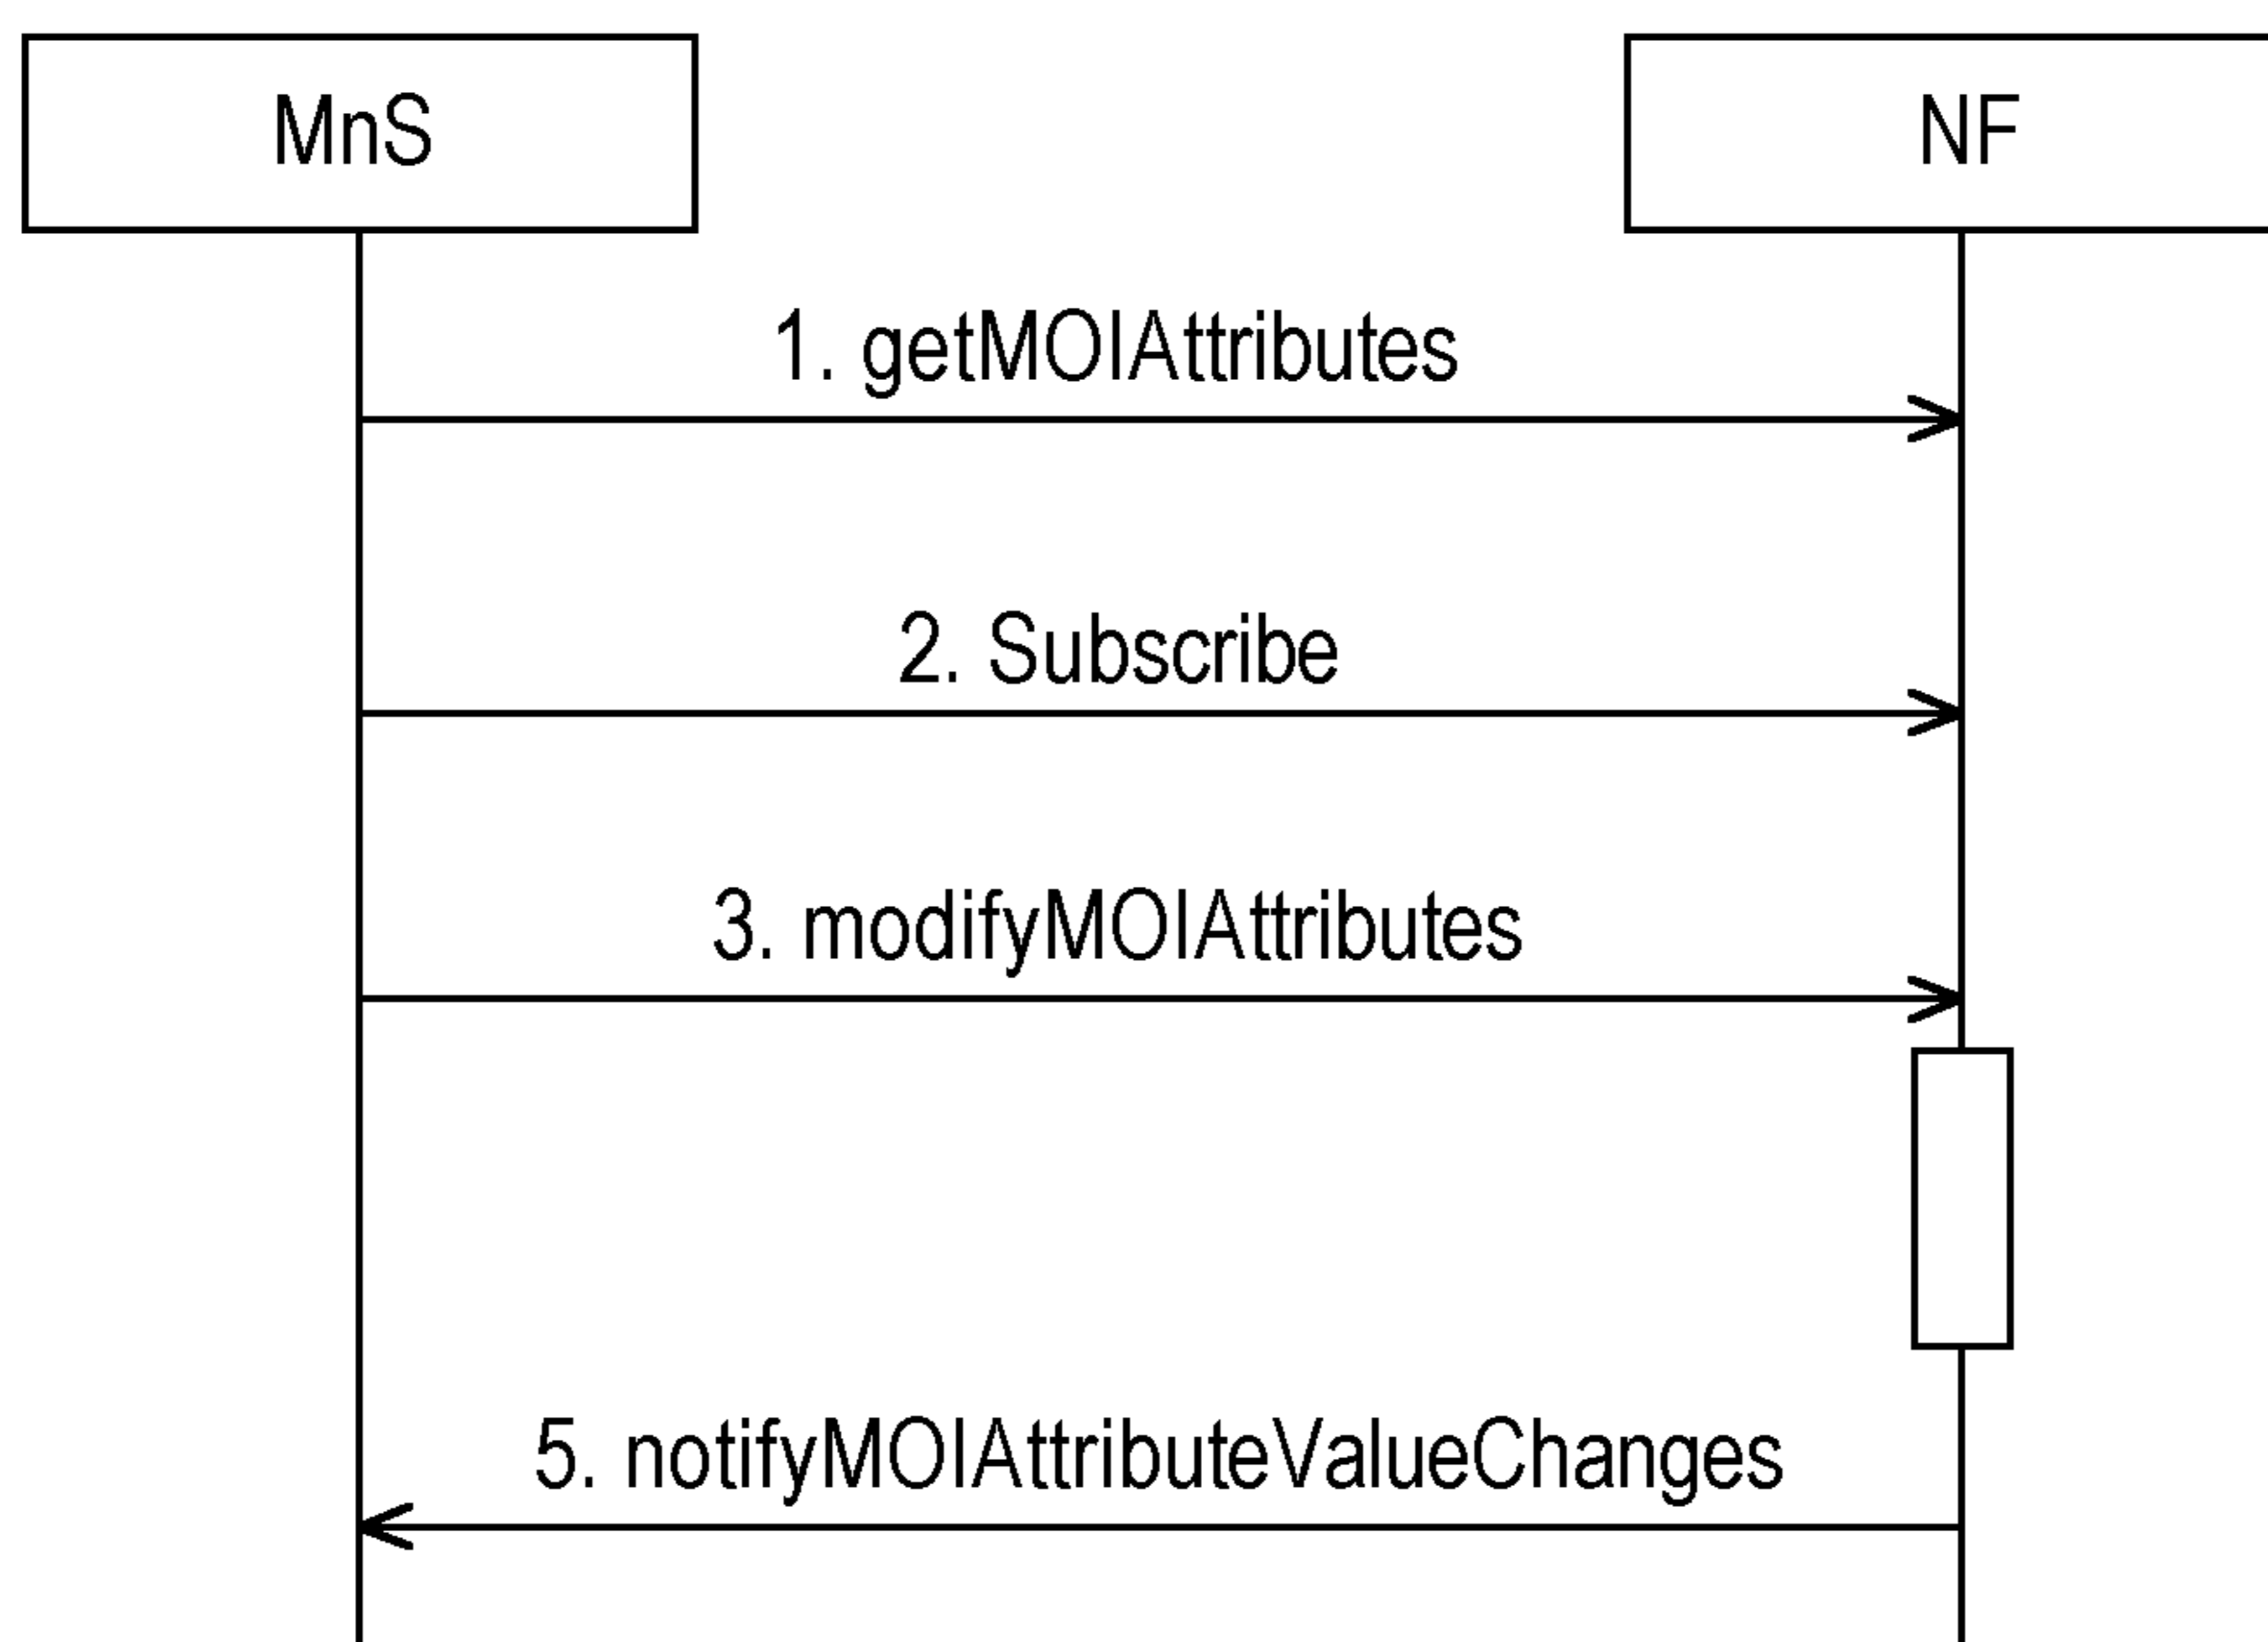 MnS
NF
1. getMOIAttributes
2. Subscribe
3. modifyMOIAttributes
5. notifyMOIAttributeValueChanges